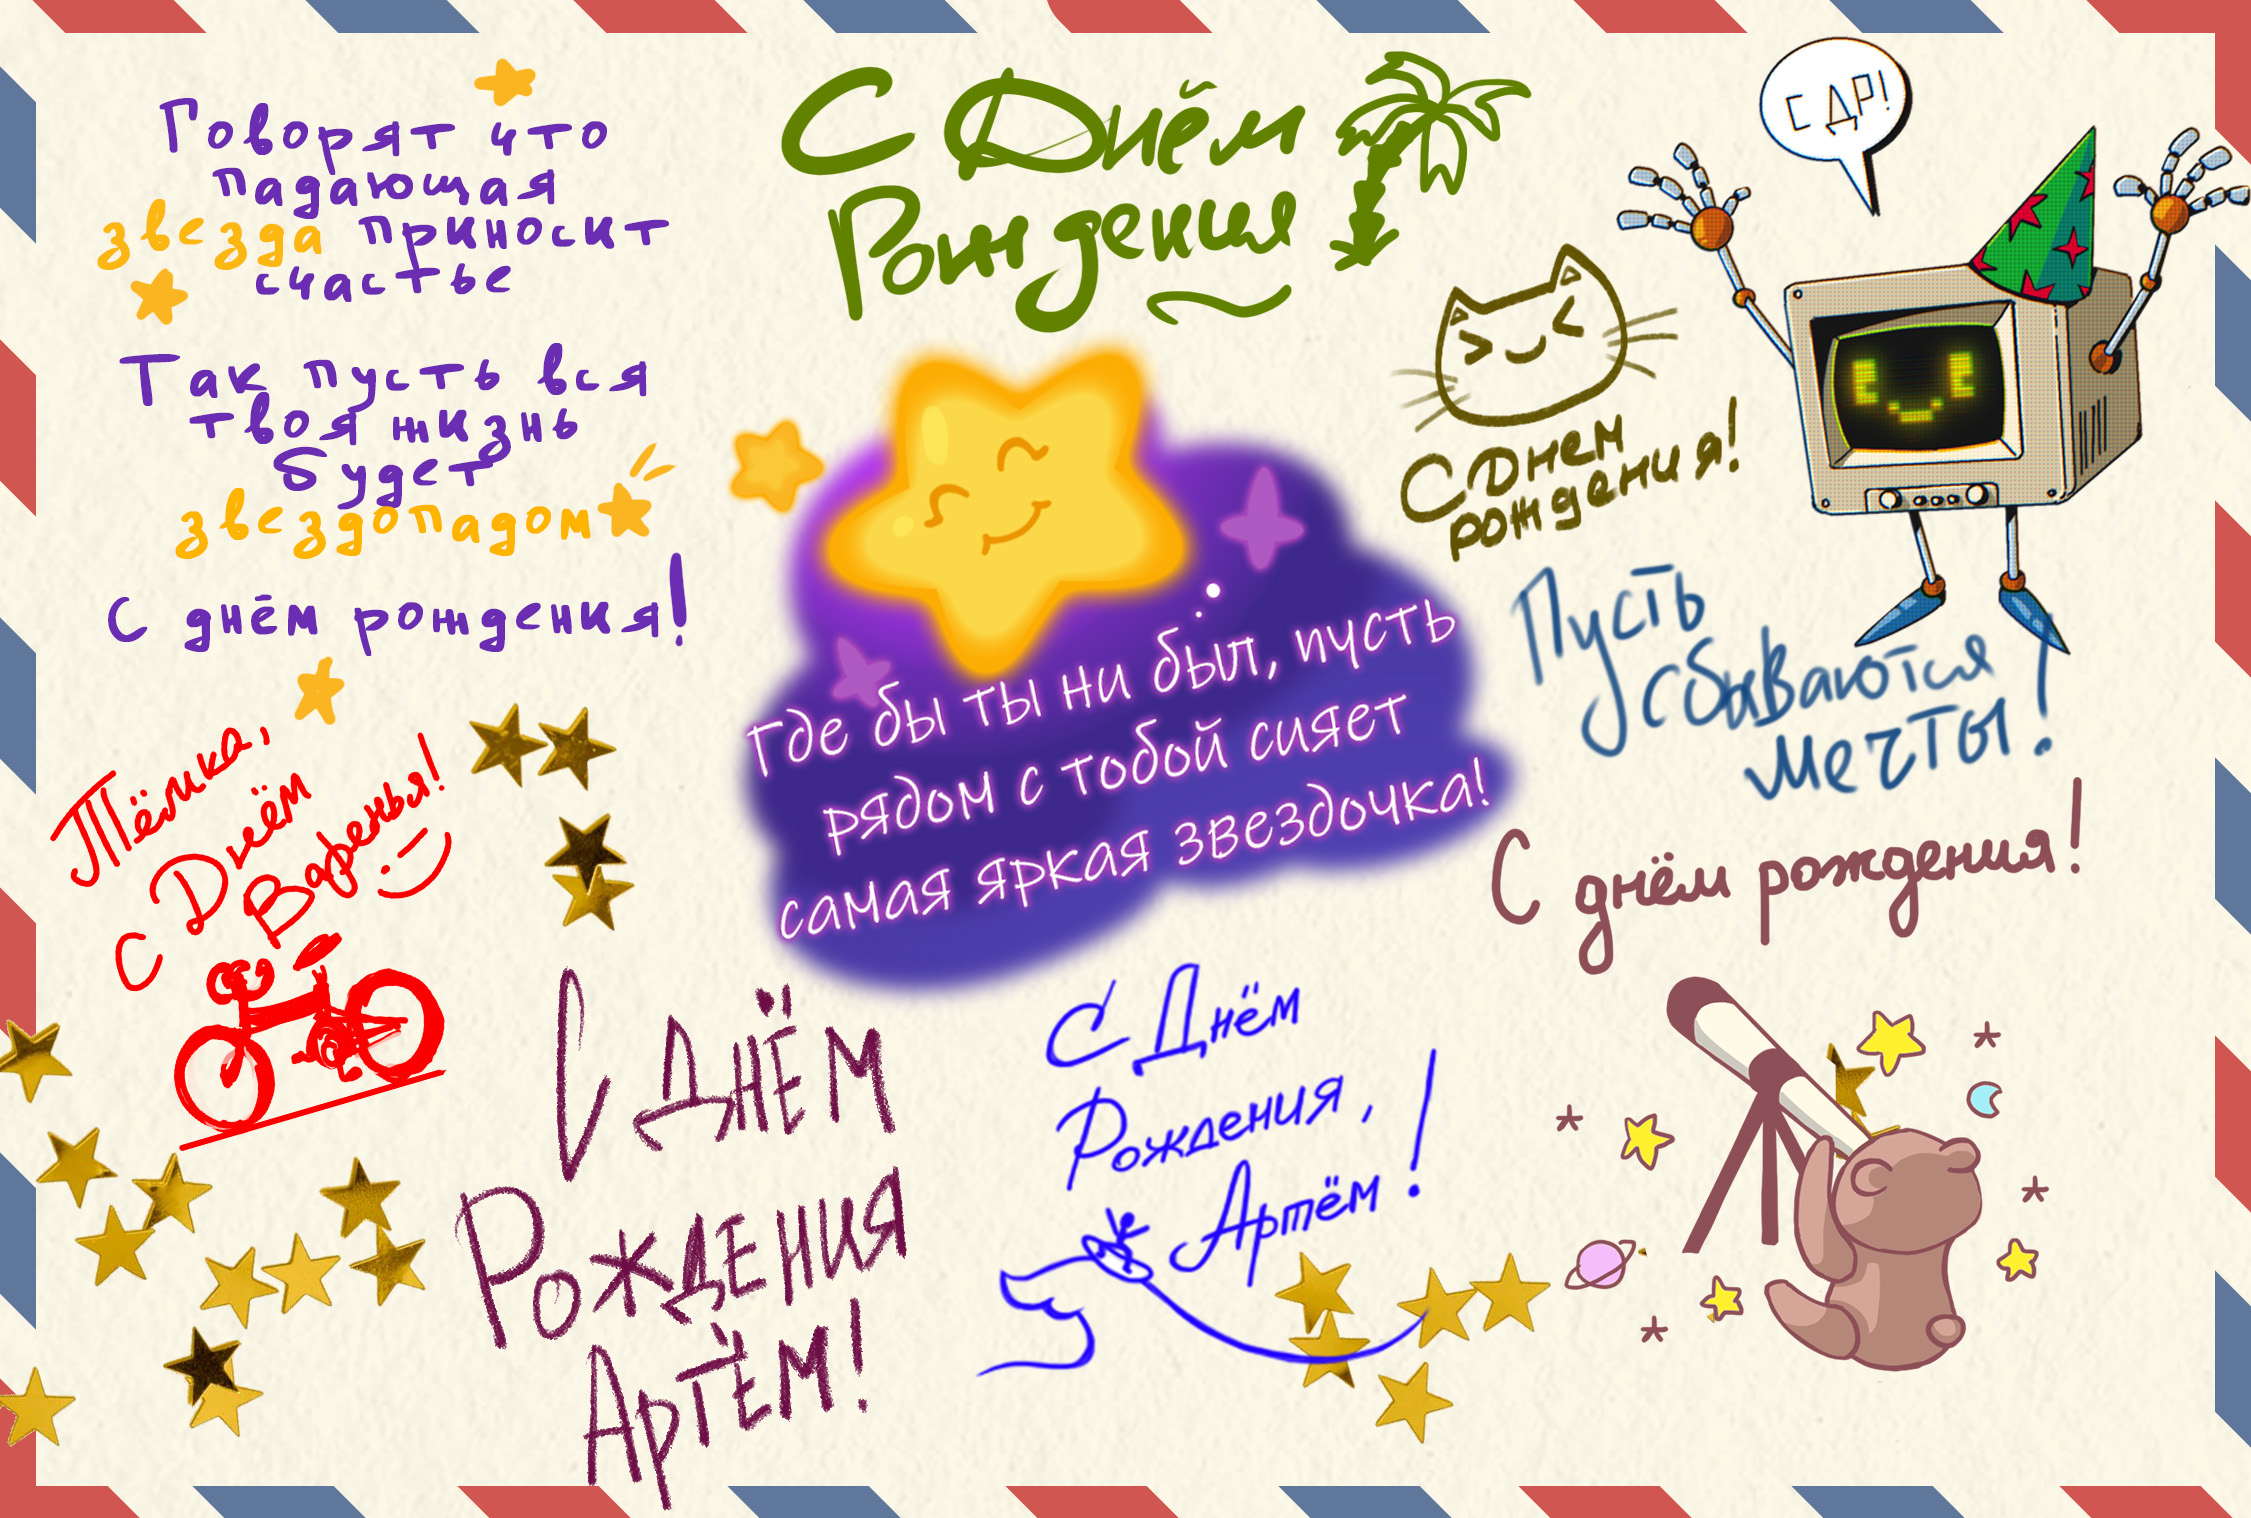 Говорят что
падающая
звезда приносит
счастье
Так пусть вся
твоя жизнь
будет
звездопадом
С днём рождения!
С Днём
Рождения
С ДР!
С Днем
рождения!
Где бы ты ни был, пусть
рядом с тобой сияет
самая яркая звездочка!
Пусть
сбываются
мечты!
С днём рождения!
Тёмка,
С Днём
Варенья!
С Днём
Рождения
Артём!
С Днём
Рождения,
Артём!